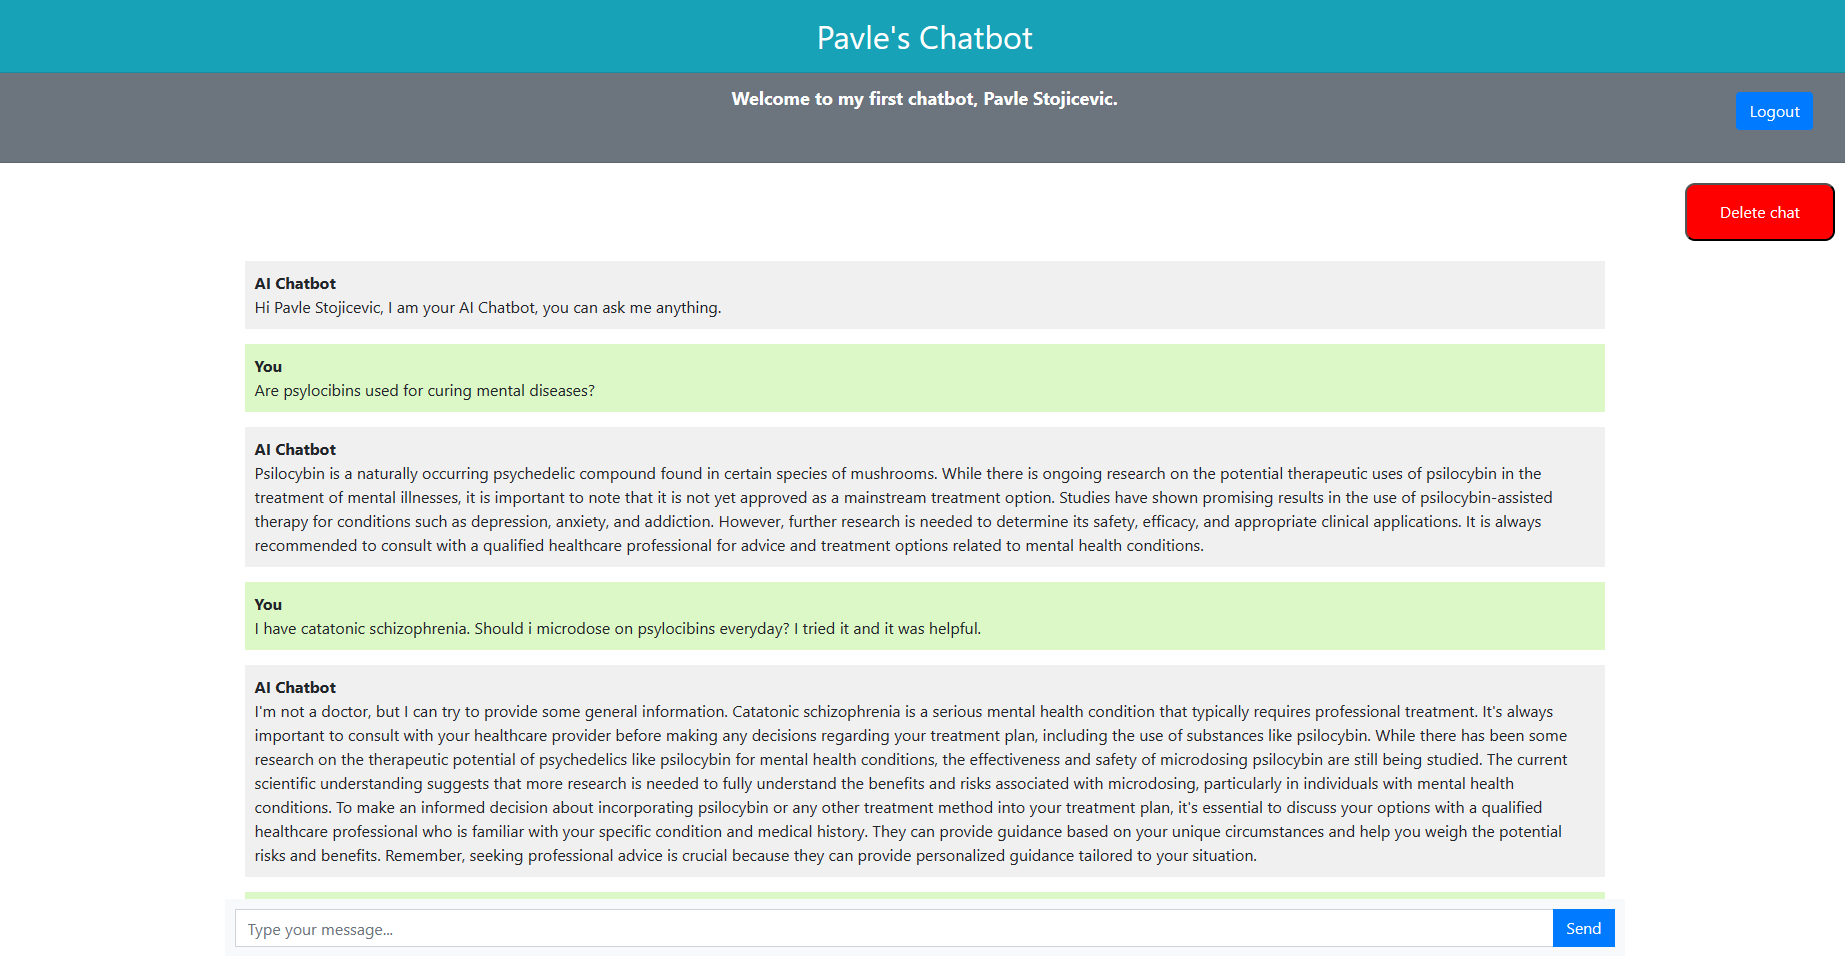 Pavle's Chatbot
Welcome to my first chatbot, Pavle Stojicevic.
Logout
Delete chat
AI Chatbot
Hi Pavle Stojicevic, I am your AI Chatbot, you can ask me anything.
You
Are psylocibins used for curing mental diseases?
AI Chatbot
Psilocybin is a naturally occurring psychedelic compound found in certain species of mushrooms. While there is ongoing research on the potential therapeutic uses of psilocybin in the
treatment of mental illnesses, it is important to note that it is not yet approved as a mainstream treatment option. Studies have shown promising results in the use of psilocybin-assisted
therapy for conditions such as depression, anxiety, and addiction. However, further research is needed to determine its safety, efficacy, and appropriate clinical applications. It is always
recommended to consult with a qualified healthcare professional for advice and treatment options related to mental health conditions.
You
I have catatonic schizophrenia. Should i microdose on psylocibins everyday? I tried it and it was helpful.
AI Chatbot
I'm not a doctor, but I can try to provide some general information. Catatonic schizophrenia is a serious mental health condition that typically requires professional treatment. It's always
important to consult with your healthcare provider before making any decisions regarding your treatment plan, including the use of substances like psilocybin. While there has been some
research on the therapeutic potential of psychedelics like psilocybin for mental health conditions, the effectiveness and safety of microdosing psilocybin are still being studied. The current
scientific understanding suggests that more research is needed to fully understand the benefits and risks associated with microdosing, particularly in individuals with mental health
conditions. To make an informed decision about incorporating psilocybin or any other treatment method into your treatment plan, it's essential to discuss your options with a qualified
healthcare professional who is familiar with your specific condition and medical history. They can provide guidance based on your unique circumstances and help you weigh the potential
risks and benefits. Remember, seeking professional advice is crucial because they can provide personalized guidance tailored to your situation.
Type your message...
Send